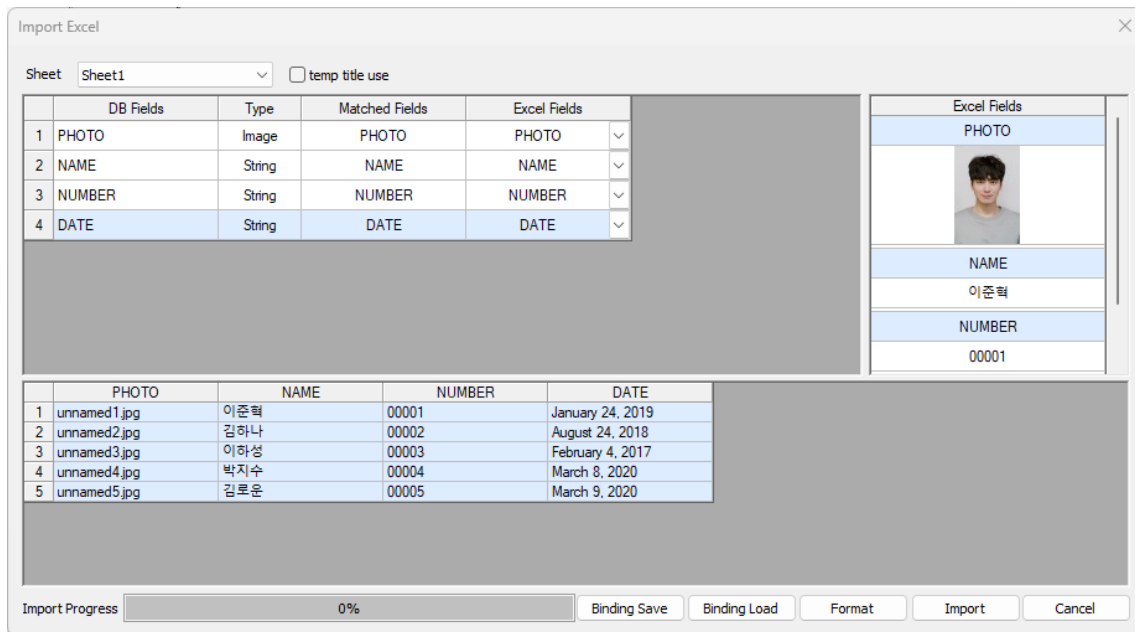 Import Excel
Sheet Sheet1 temp title use
DB Fields Type Matched Fields Excel Fields
1 PHOTO Image PHOTO PHOTO
2 NAME String NAME NAME
3 NUMBER String NUMBER NUMBER
4 DATE String DATE DATE
Excel Fields
PHOTO
NAME
이준혁
NUMBER
00001
PHOTO NAME NUMBER DATE
1 unnamed1.jpg 이준혁 00001 January 24, 2019
2 unnamed2.jpg 김하나 00002 August 24, 2018
3 unnamed3.jpg 이하성 00003 February 4, 2017
4 unnamed4.jpg 박지수 00004 March 8, 2020
5 unnamed5.jpg 김로운 00005 March 9, 2020
Import Progress 0% Binding Save Binding Load Format Import Cancel